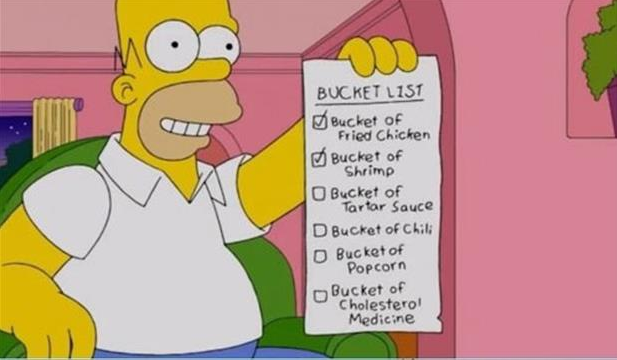 BUCKET LIST
Bucket of
Fried Chicken
Bucket of
Shrimp
Bucket of
Tartar Sauce
Bucket of Chili
Bucket of
Popcorn
Bucket of
Cholesterol
Medicine